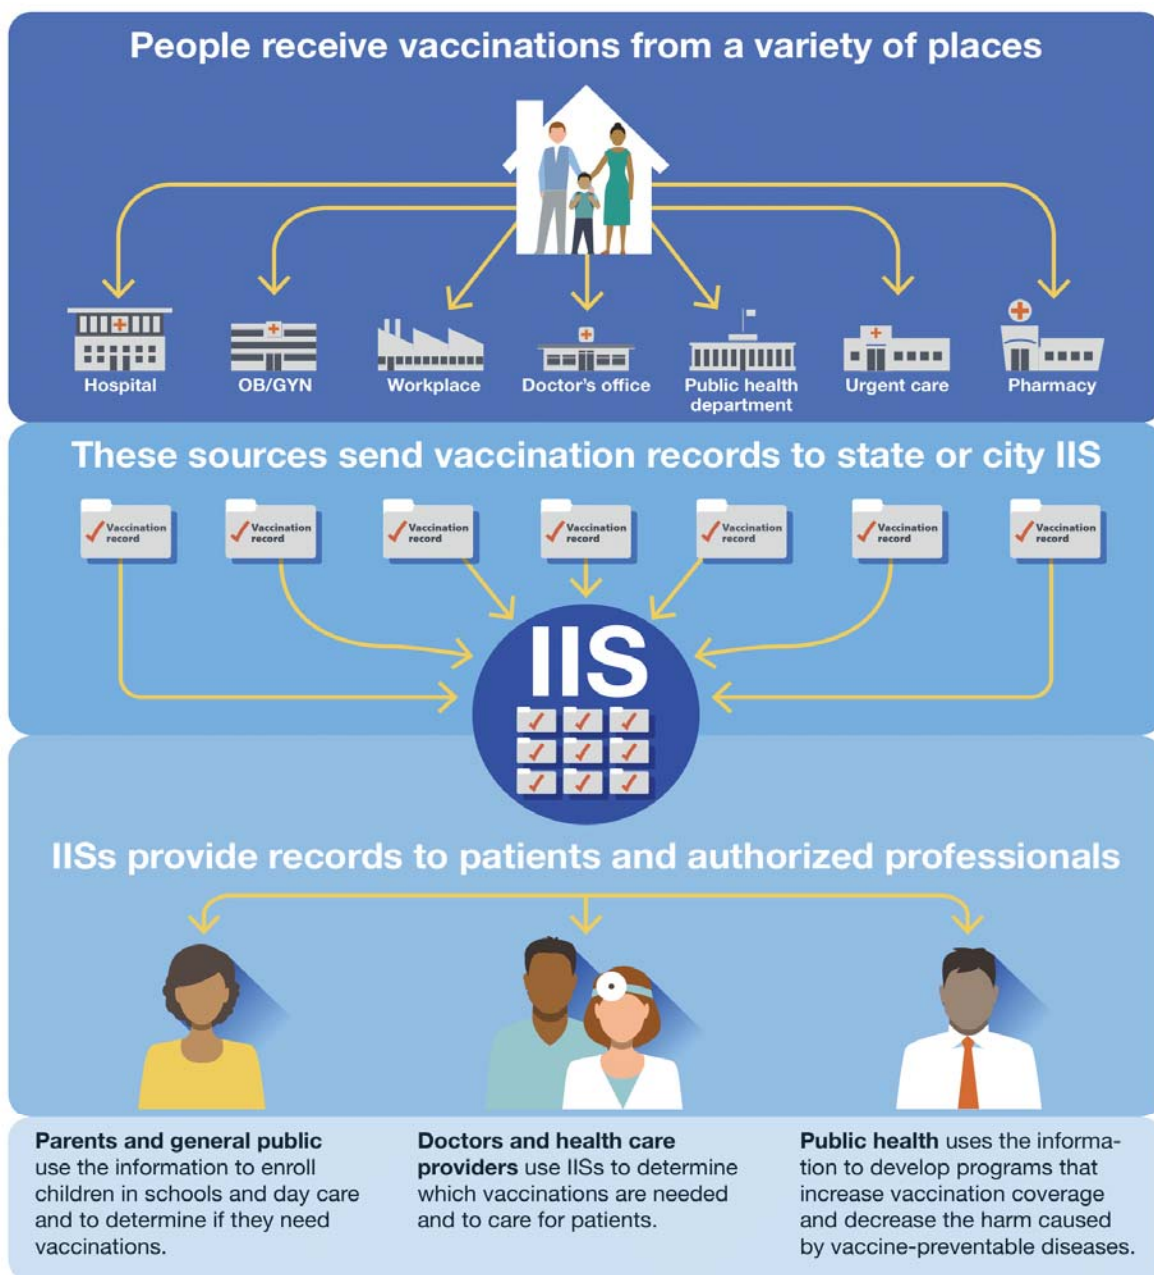 People receive vaccinations from a variety of places
Hospital
OB/GYN
Workplace
Doctor’s office
Public health
department
Urgent care
Pharmacy
These sources send vaccination records to state or city IIS
Vaccination
record
Vaccination
record
Vaccination
record
Vaccination
record
Vaccination
record
Vaccination
record
Vaccination
record
IIS
IISs provide records to patients and authorized professionals
Parents and general public
use the information to enroll
children in schools and day care
and to determine if they need
vaccinations.
Doctors and health care
providers use IISs to determine
which vaccinations are needed
and to care for patients.
Public health uses the informa-
tion to develop programs that
increase vaccination coverage
and decrease the harm caused
by vaccine-preventable diseases.